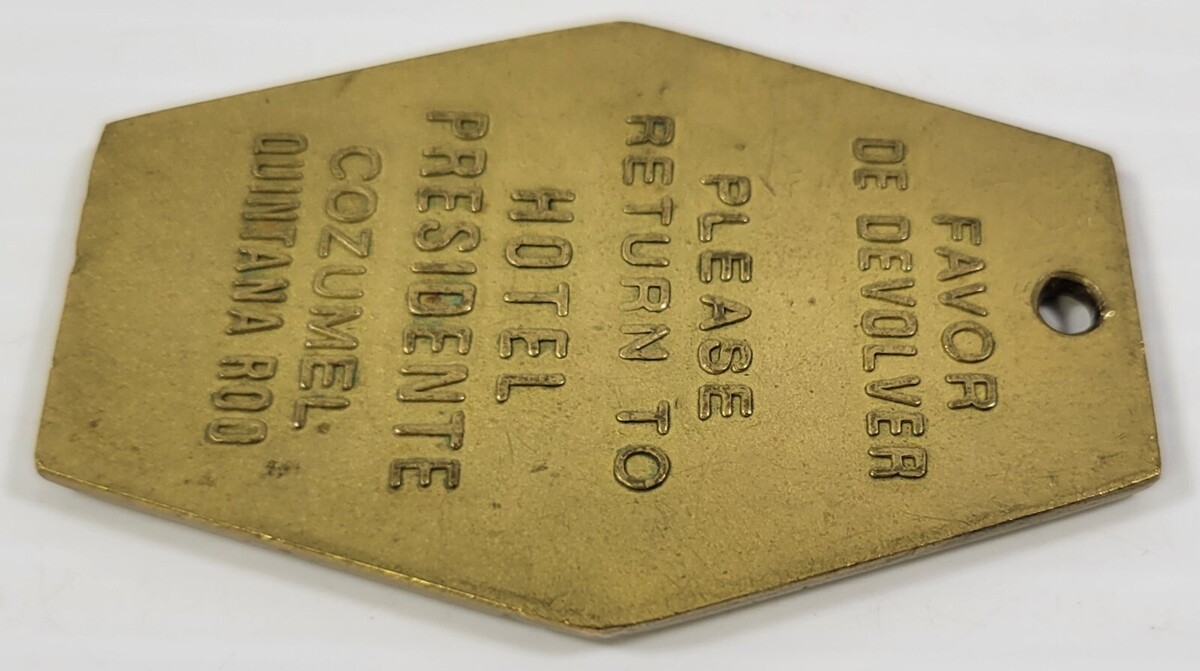 FAVOR
DE DEVOLVER
PLEASE
RETURN TO
HOTEL
PRESIDENTE
COZUMEL.
QUINTANA ROO